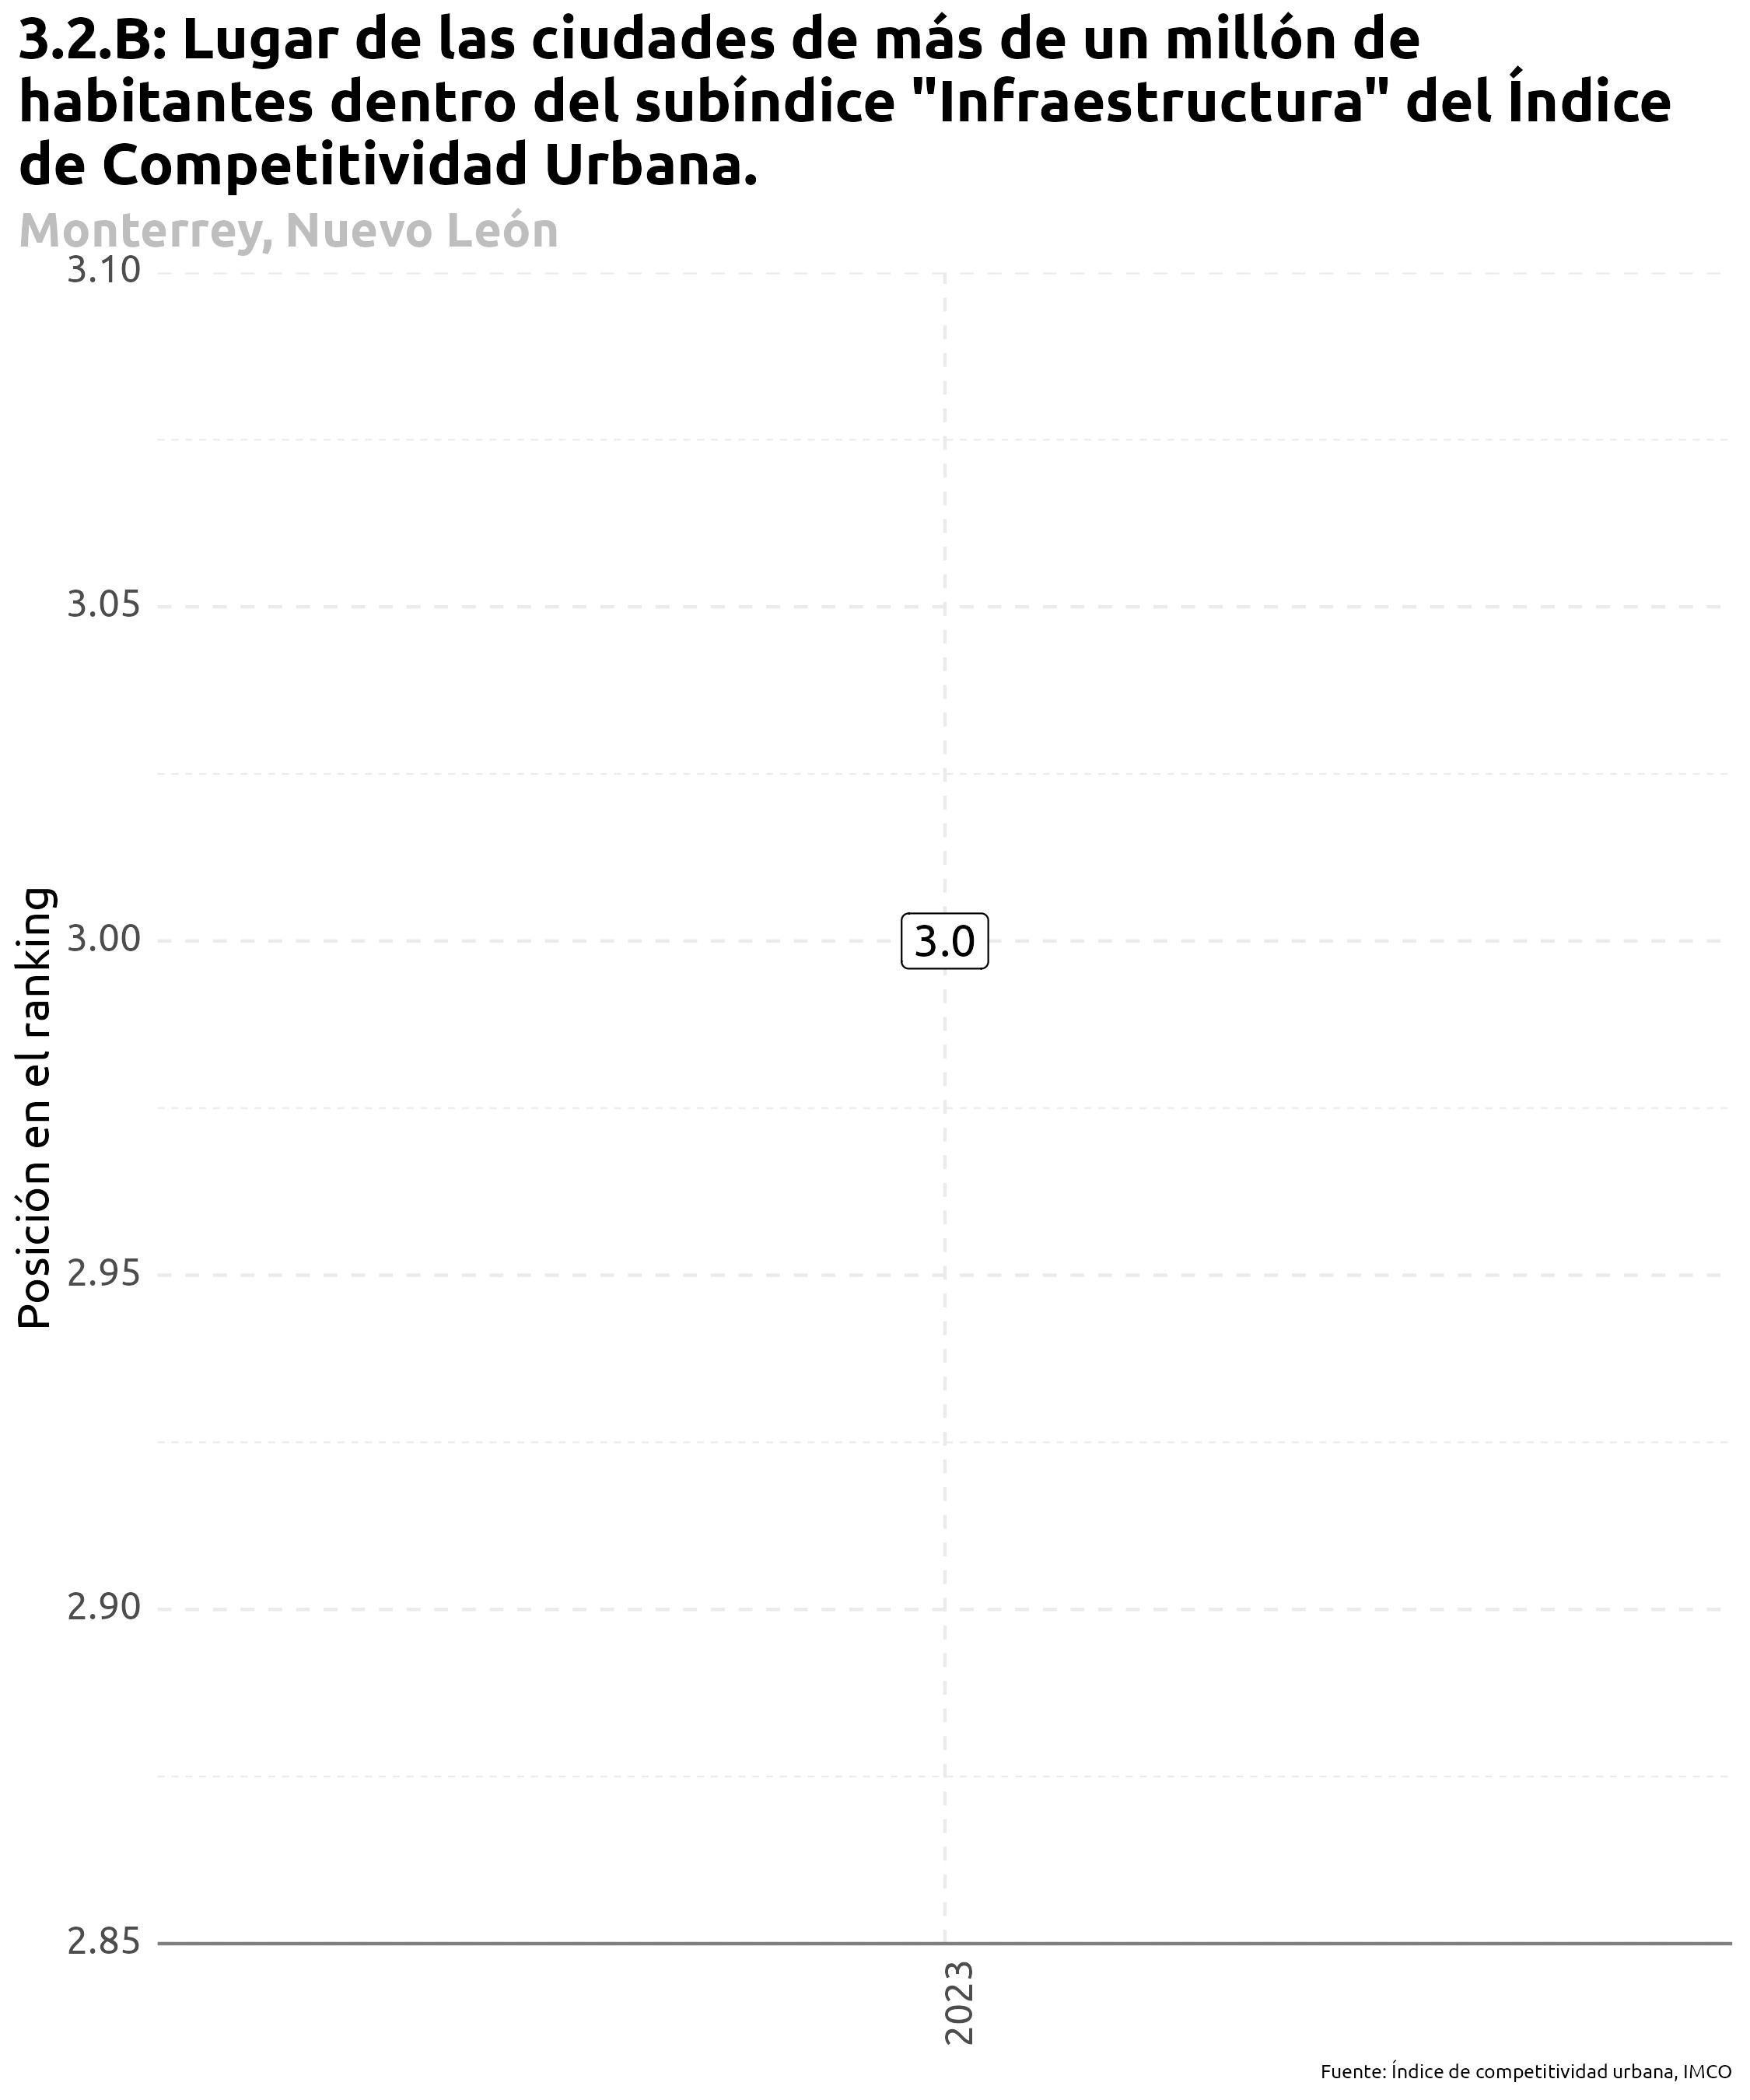 3.2.B: Lugar de las ciudades de más de un millón de
habitantes dentro del subíndice "Infraestructura" del Índice
de Competitividad Urbana.
Monterrey, Nuevo León
3.10
3.05
3.00
2.95
2.90
2.85
Posición en el ranking
3.0
2023
Fuente: Índice de competitividad urbana, IMCO